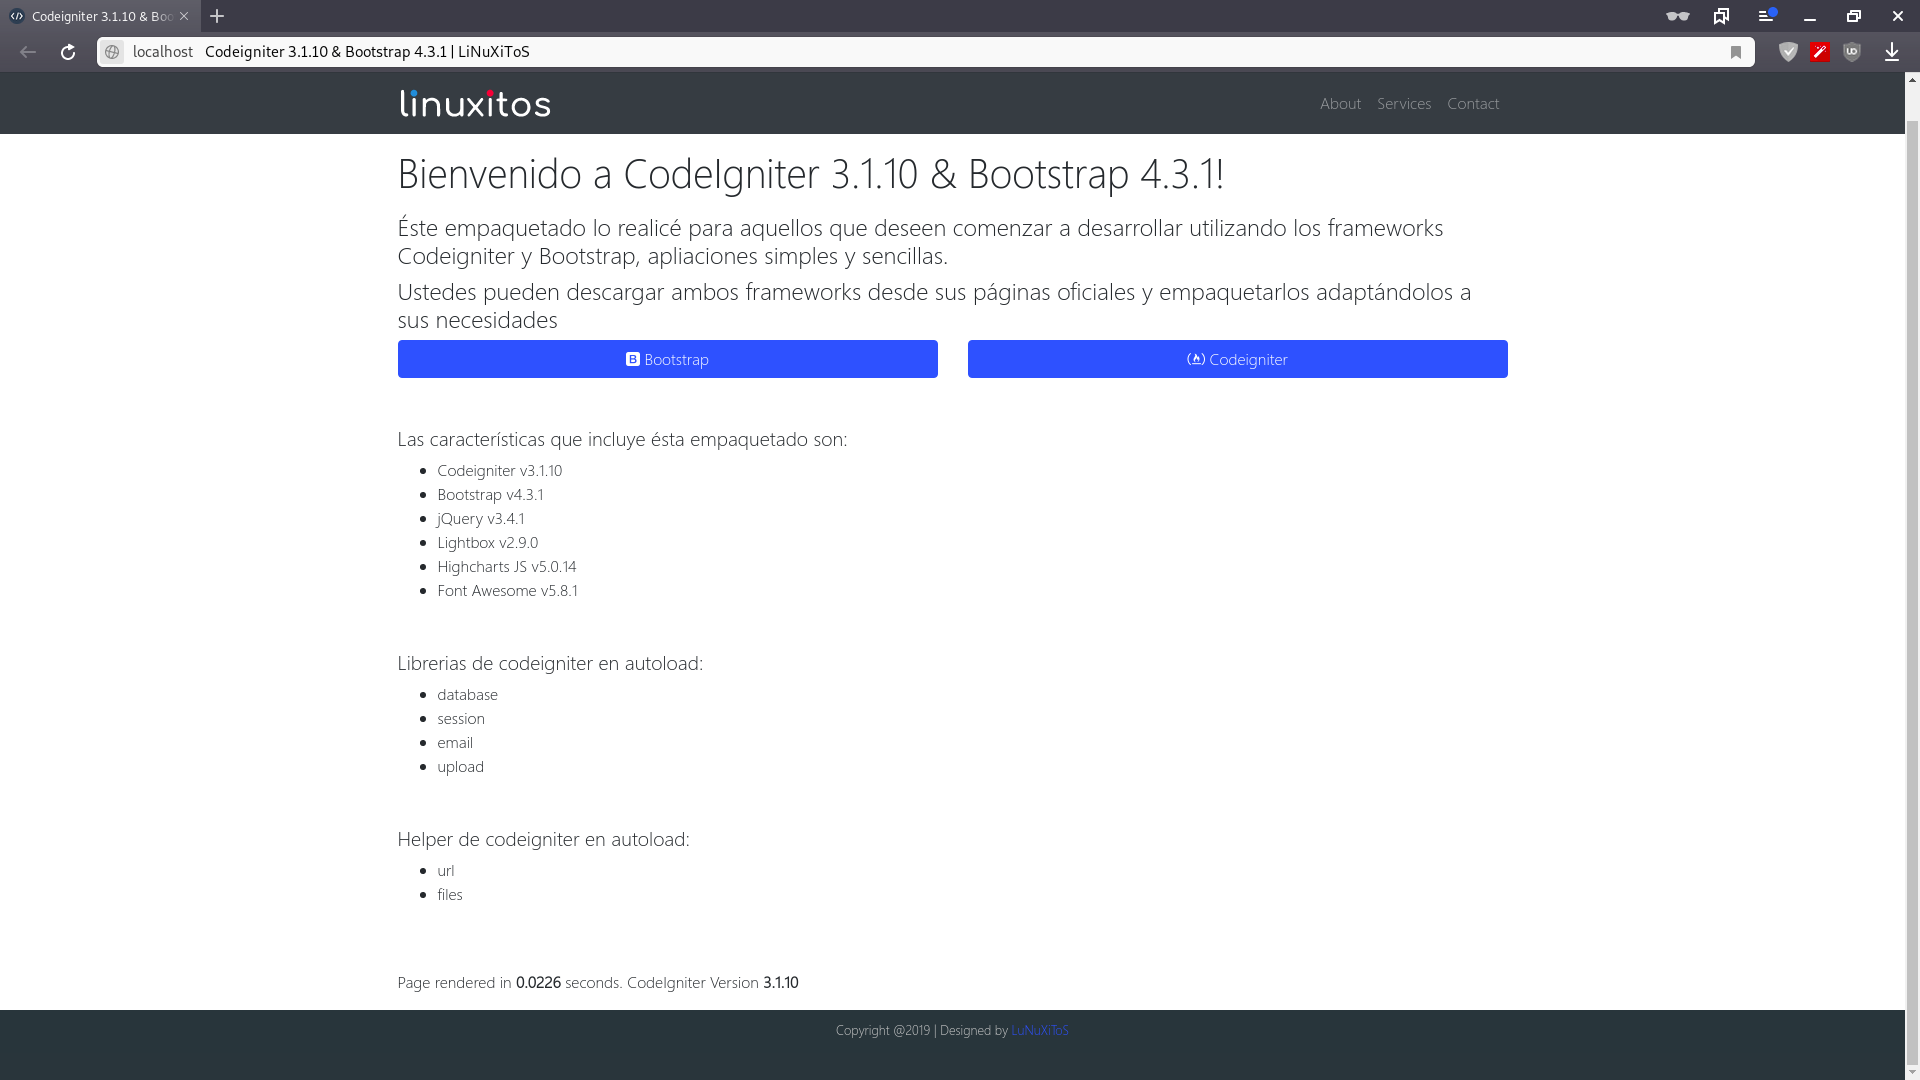 Codeigniter 3.1.10 & Boo
localhost Codeigniter 3.1.10 & Bootstrap 4.3.1 | LiNuXiToS
linuxitos
About Services Contact
Bienvenido a CodeIgniter 3.1.10 & Bootstrap 4.3.1!
Éste empaquetado lo realicé para aquellos que deseen comenzar a desarrollar utilizando los frameworks
Codeigniter y Bootstrap, apliaciones simples y sencillas.
Ustedes pueden descargar ambos frameworks desde sus páginas oficiales y empaquetarlos adaptándolos a
sus necesidades
B Bootstrap
Codeigniter
Las características que incluye ésta empaquetado son:
Codeigniter v3.1.10
Bootstrap v4.3.1
jQuery v3.4.1
Lightbox v2.9.0
Highcharts JS v5.0.14
Font Awesome v5.8.1
Librerias de codeigniter en autoload:
database
session
email
upload
Helper de codeigniter en autoload:
url
files
Page rendered in 0.0226 seconds. CodeIgniter Version 3.1.10
Copyright @2019 | Designed by LuNuXiToS